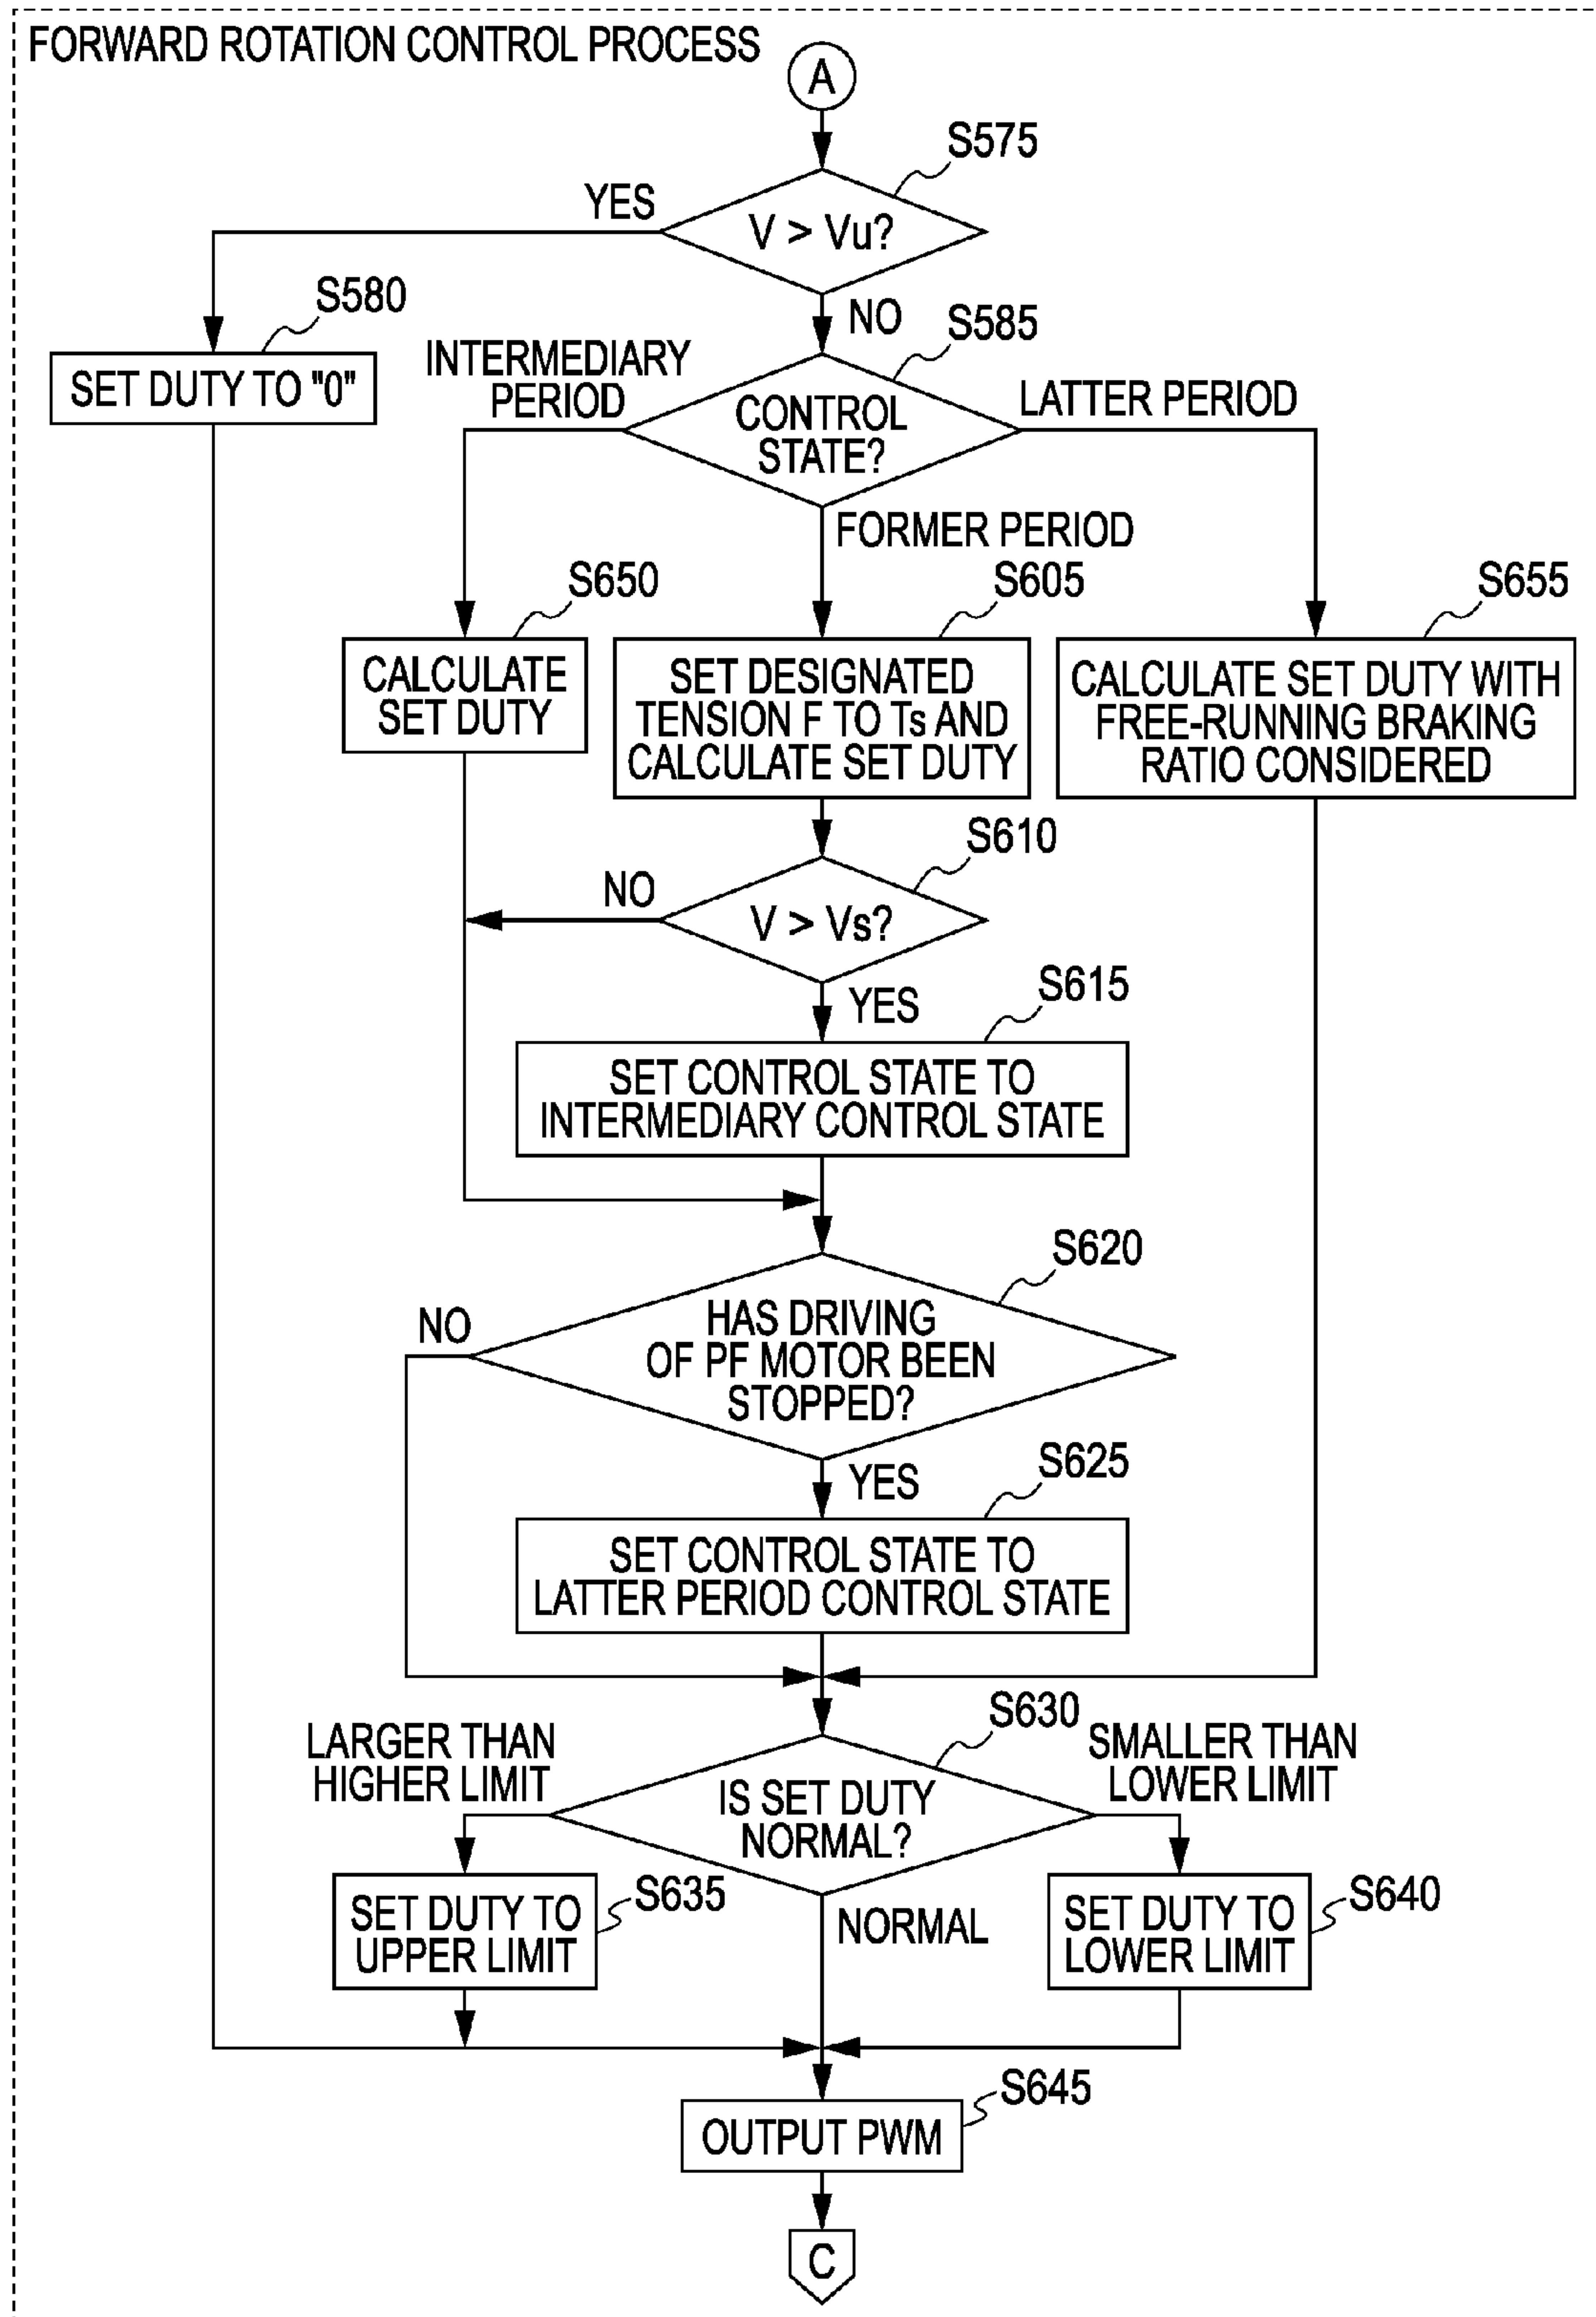 FORWARD ROTATION CONTROL PROCESS
A
S575
YES
V > Vu?
S580
NO
S585
SET DUTY TO "0"
INTERMEDIARY
PERIOD
CONTROL
STATE?
LATTER PERIOD
FORMER PERIOD
S650
S605
S655
CALCULATE
SET DUTY
SET DESIGNATED
TENSION F TO Ts AND
CALCULATE SET DUTY
CALCULATE SET DUTY WITH
FREE-RUNNING BRAKING
RATIO CONSIDERED
S610
NO
V > Vs?
YES
S615
SET CONTROL STATE TO
INTERMEDIARY CONTROL STATE
S620
NO
HAS DRIVING
OF PF MOTOR BEEN
STOPPED?
YES
S625
SET CONTROL STATE TO
LATTER PERIOD CONTROL STATE
S630
LARGER THAN
HIGHER LIMIT
IS SET DUTY
NORMAL?
SMALLER THAN
LOWER LIMIT
SET DUTY TO
UPPER LIMIT
S635
NORMAL
SET DUTY TO
LOWER LIMIT
S640
S645
OUTPUT PWM
C